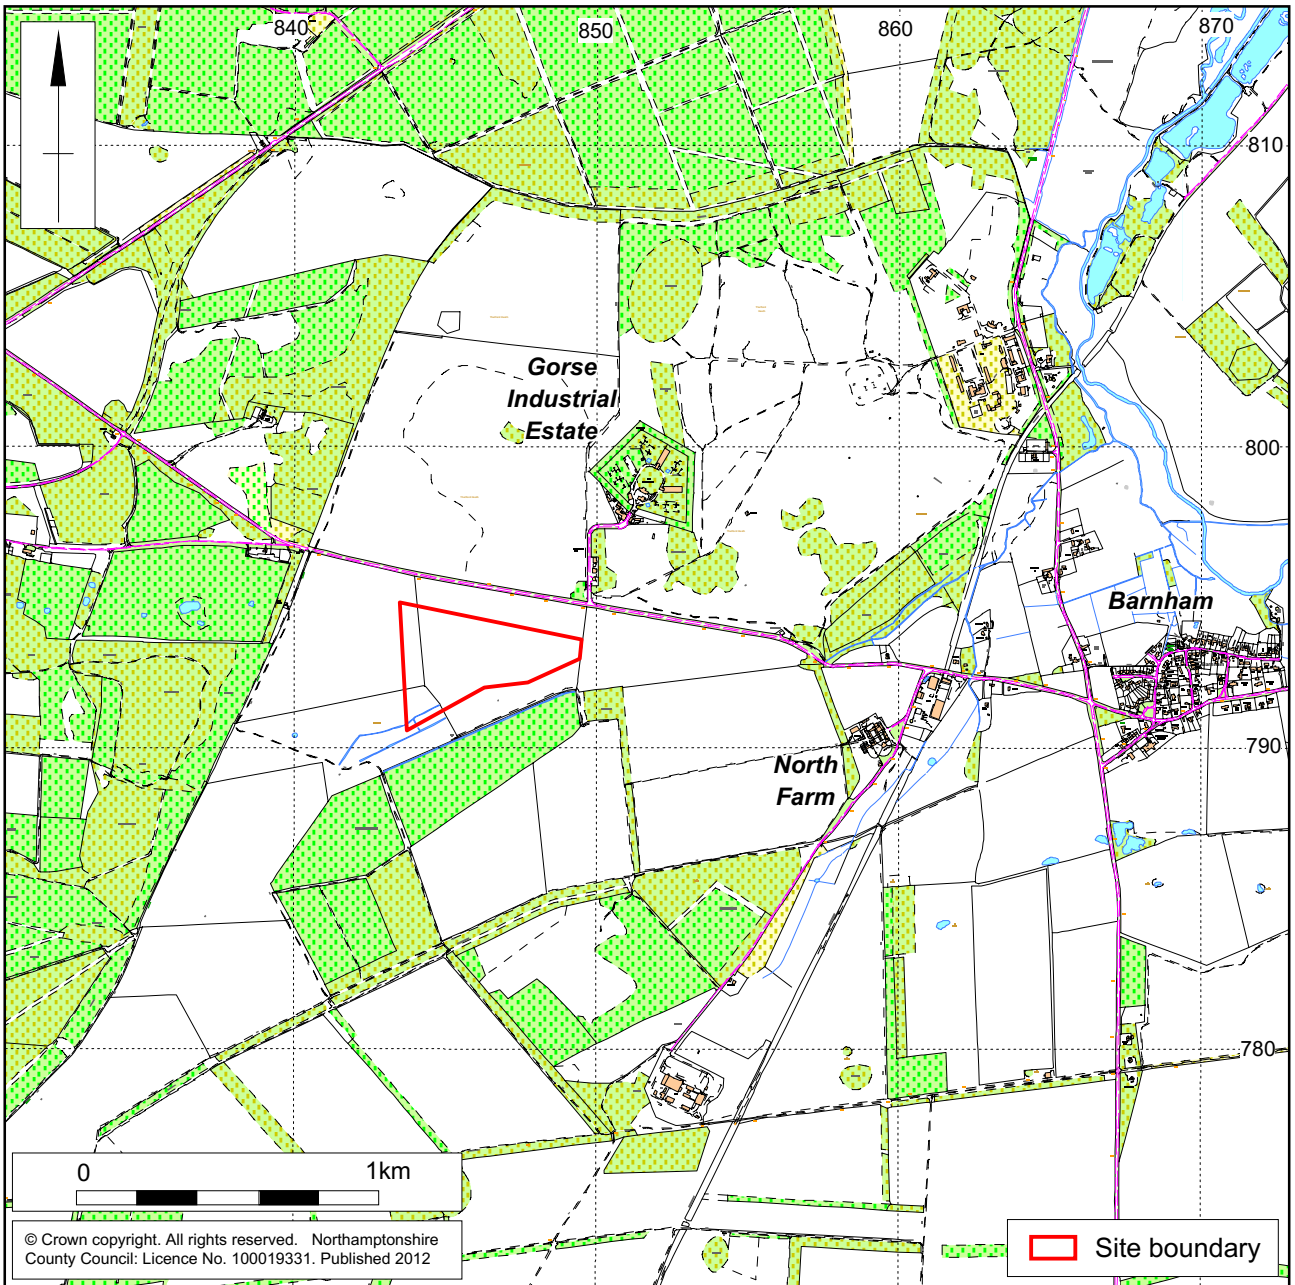 840
850
860
870
810
Gorse
Industrial
Estate
800
Barnham
790
North
Farm
780
0 1km
© Crown copyright. All rights reserved. Northamptonshire
County Council: Licence No. 100019331. Published 2012
Site boundary